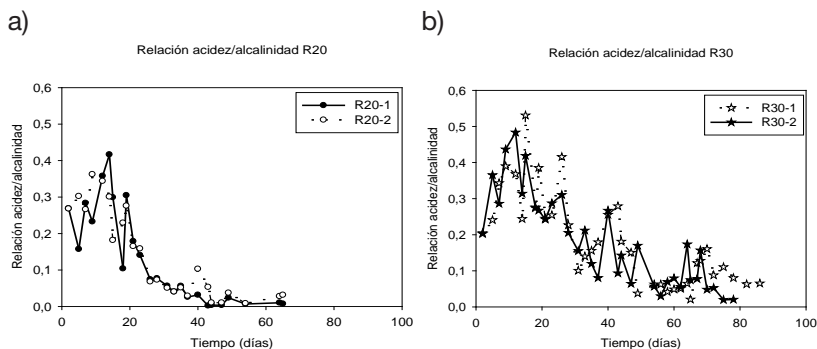 a)
Relación acidez/alcalinidad R20
0,6
0,5
0,4
0,3
0,2
0,1
0,0
Relación acidez/alcalinidad
R20-1
R20-2
0 20 40 60 80 100
Tiempo (días)
b)
Relación acidez/alcalinidad R30
0,6
0,5
0,4
0,3
0,2
0,1
0,0
Relación acidez/alcalinidad
R30-1
R30-2
0 20 40 60 80 100
Tiempo (días)